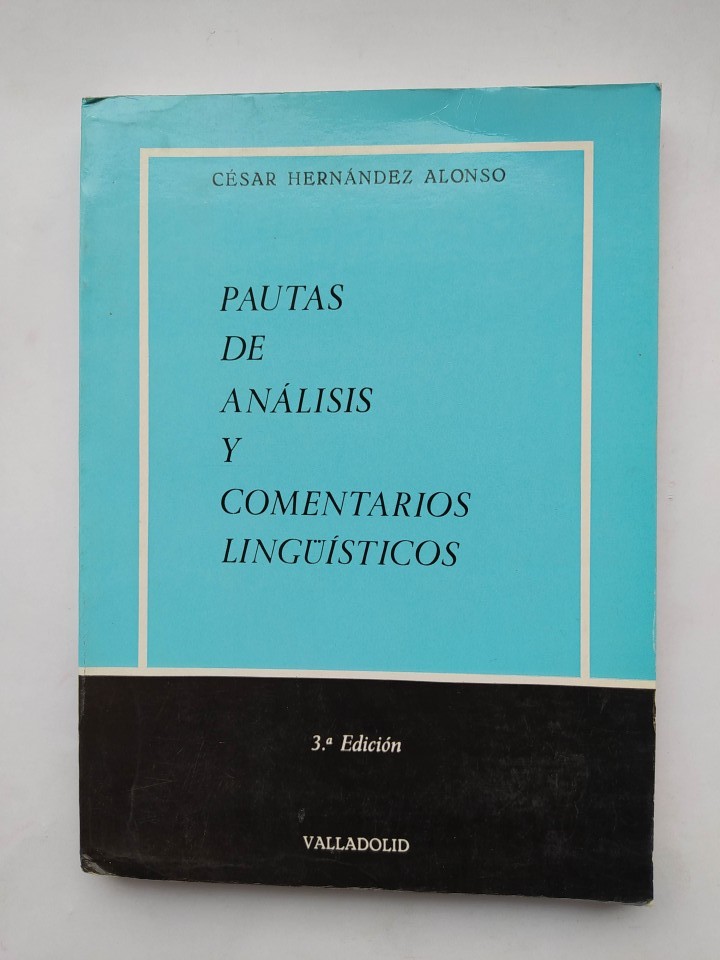 CÉSAR HERNÁNDEZ ALONSO
PAUTAS
DE
ANÁLISIS
Y
COMENTARIOS
LINGÜÍSTICOS
3.ª Edición
VALLADOLID